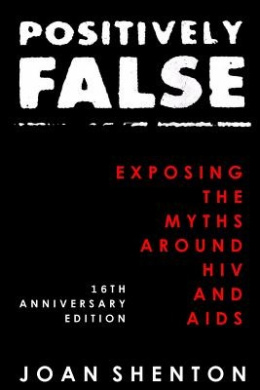 POSITIVELY
FALSE
EXPOSING
THE
MYTHS
AROUND
HIV
AND
AIDS
16TH
ANNIVERSARY
EDITION
JOAN SHENTON